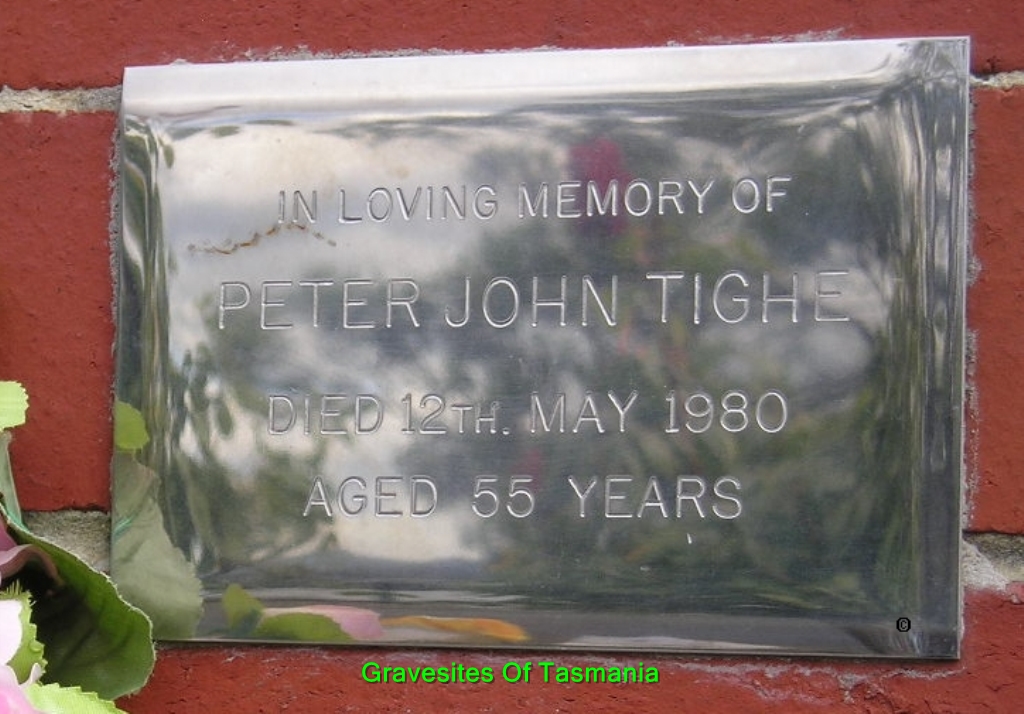 IN LOVING MEMORY OF
PETER JOHN TIGHE
DIED 12TH. MAY 1980
AGED 55 YEARS
©
Gravesites Of Tasmania